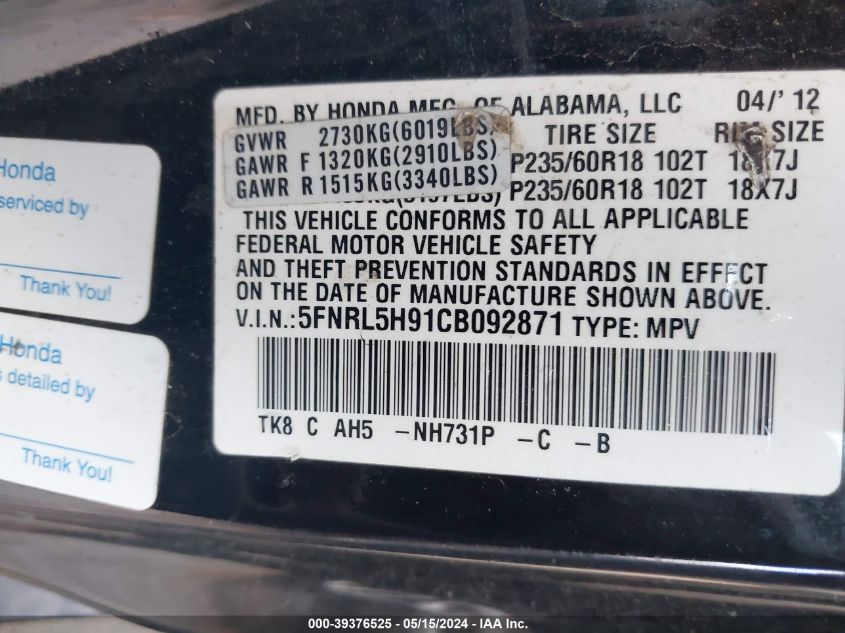 MFD. BY HONDA MFG. OF ALABAMA, LLC 04/' 12
GVWR 2730KG(6019LBS)
TIRE SIZE RIM SIZE
GAWR F 1320KG(2910LBS) P235/60R18 102T 18X7J
GAWR R 1515KG(3340LBS) P235/60R18 102T 18X7J
THIS VEHICLE CONFORMS TO ALL APPLICABLE
FEDERAL MOTOR VEHICLE SAFETY
AND THEFT PREVENTION STANDARDS IN EFFECT
ON THE DATE OF MANUFACTURE SHOWN ABOVE.
V.I.N.:5FNRL5H91CB092871 TYPE: MPV
TK8 C AH5 -NH731P -C -B
Honda
serviced by
Thank You!
Honda
detailed by
Thank You!
000-39376525 - 05/15/2024 - IAA Inc.